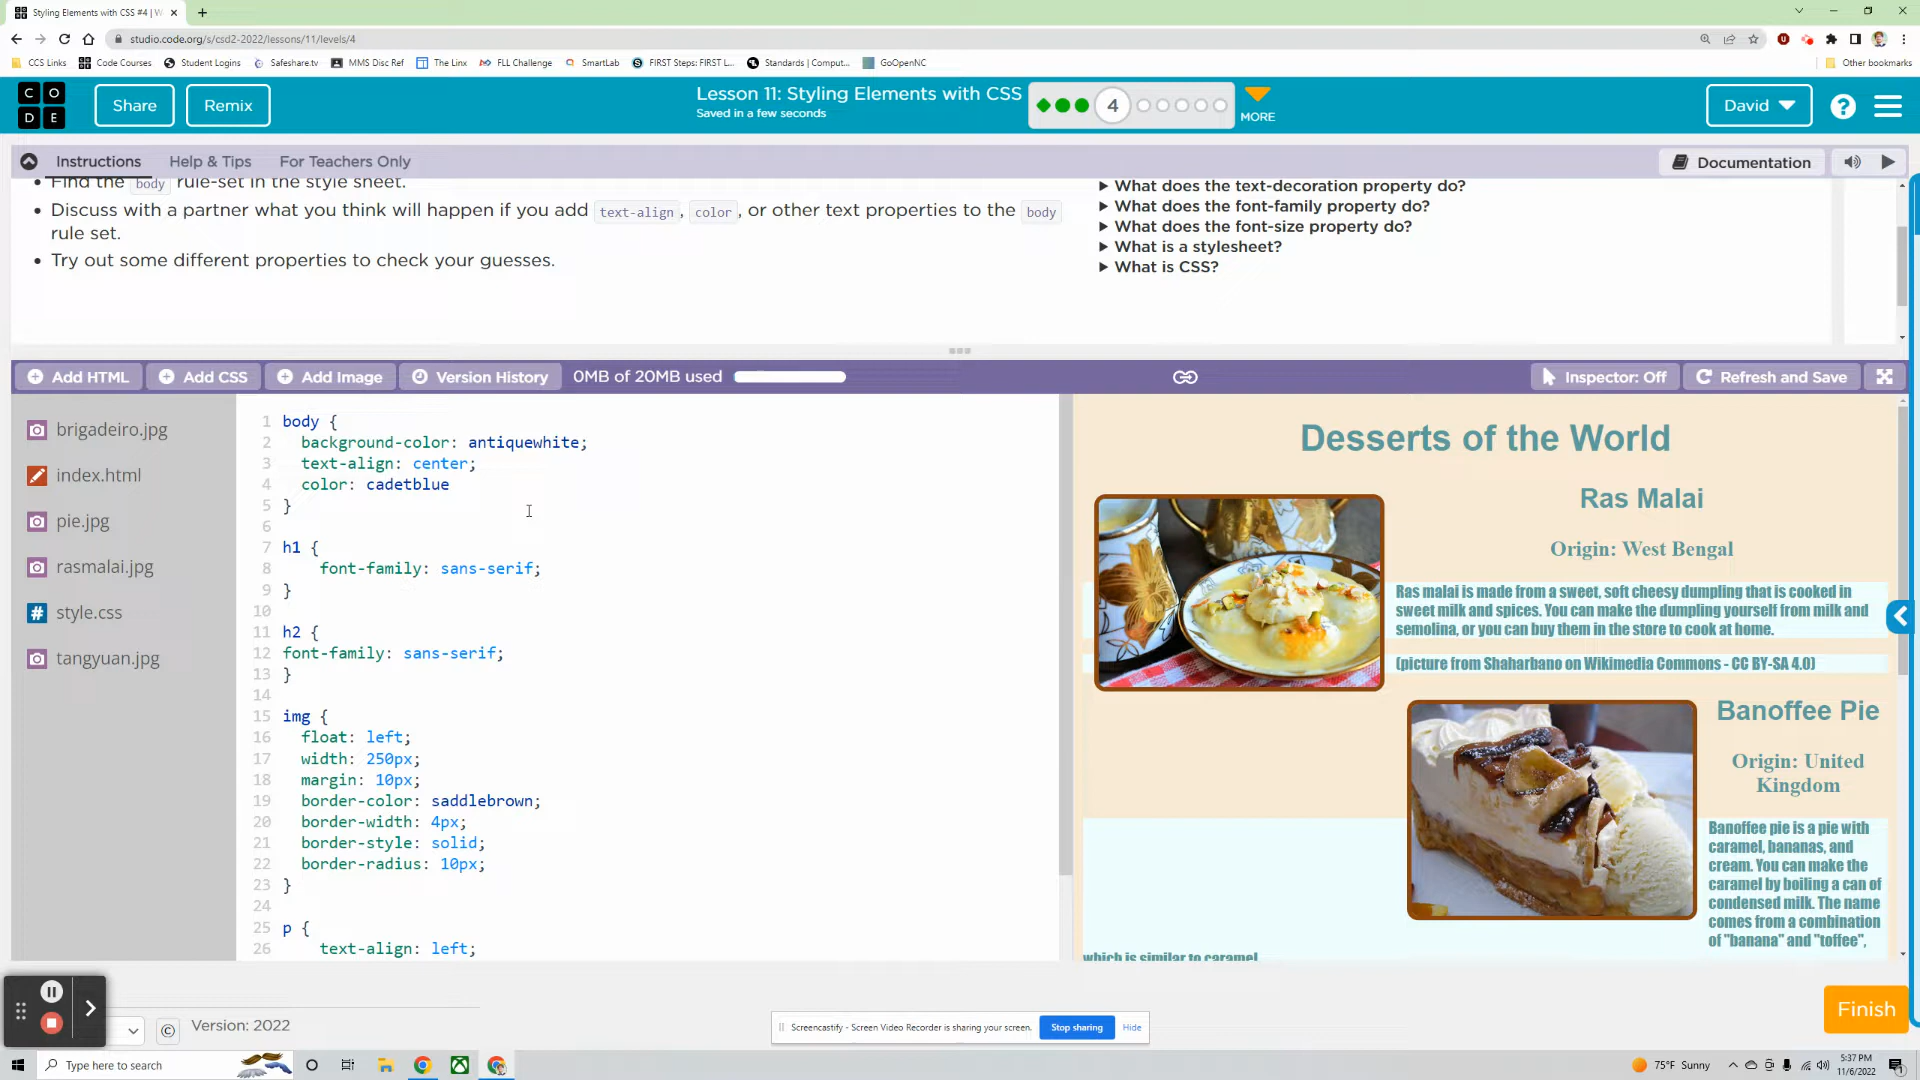 Styling Elements with CSS #4 | W
studio.code.org/s/csd2-2022/lessons/11/levels/4
CCS Links Code Courses Student Logins Safeshare.tv MMS Disc Ref The Linx FLL Challenge SmartLab FIRST Steps: FIRST L... Standards | Comput... GoOpenNC Other bookmarks
CODE Share Remix Lesson 11: Styling Elements with CSS 4 MORE David ?
Saved in a few seconds
Instructions Help & Tips For Teachers Only Documentation
• Find the body rule-set in the style sheet.
• Discuss with a partner what you think will happen if you add text-align, color, or other text properties to the body
rule set.
• Try out some different properties to check your guesses.
What does the text-decoration property do?
What does the font-family property do?
What does the font-size property do?
What is a stylesheet?
What is CSS?
Add HTML Add CSS Add Image Version History 0MB of 20MB used Inspector: Off Refresh and Save
brigadeiro.jpg
index.html
pie.jpg
rasmalai.jpg
style.css
tangyuan.jpg
1 body {
2 background-color: antiquewhite;
3 text-align: center;
4 color: cadetblue
5 }
6
7 h1 {
8 font-family: sans-serif;
9 }
10
11 h2 {
12 font-family: sans-serif;
13 }
14
15 img {
16 float: left;
17 width: 250px;
18 margin: 10px;
19 border-color: saddlebrown;
20 border-width: 4px;
21 border-style: solid;
22 border-radius: 10px;
23 }
24
25 p {
26 text-align: left;
Desserts of the World
Ras Malai
Origin: West Bengal
Ras malai is made from a sweet, soft cheesy dumpling that is cooked in
sweet milk and spices. You can make the dumpling yourself from milk and
semolina, or you can buy them in the store to cook at home.
(picture from Shaharbano on Wikimedia Commons - CC BY-SA 4.0)
Banoffee Pie
Origin: United
Kingdom
Banoffee pie is a pie with
caramel, bananas, and
cream. You can make the
caramel by boiling a can of
condensed milk. The name
comes from a combination
of "banana" and "toffee",
which is similar to caramel
Finish
© Version: 2022
Screencastify - Screen Video Recorder is sharing your screen. Stop sharing Hide
Type here to search
75°F Sunny
5:37 PM
11/6/2022